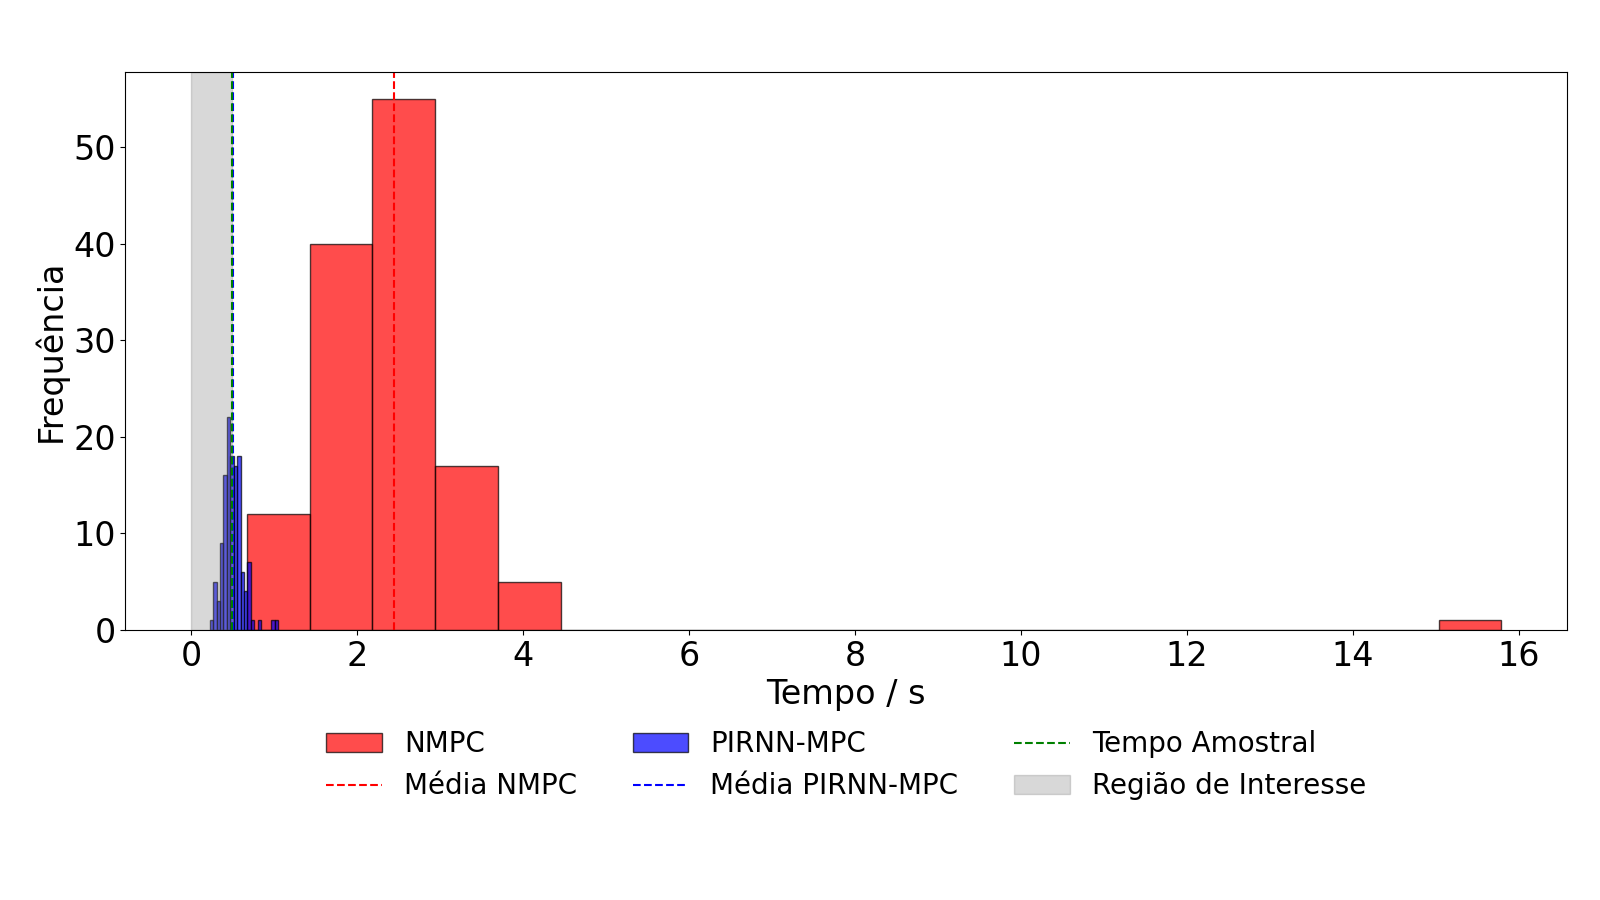 Frequência
50
40
30
20
10
0
0 2 4 6 8 10 12 14 16
Tempo / s
NMPC PIRNN-MPC Tempo Amostral
Média NMPC Média PIRNN-MPC Região de Interesse